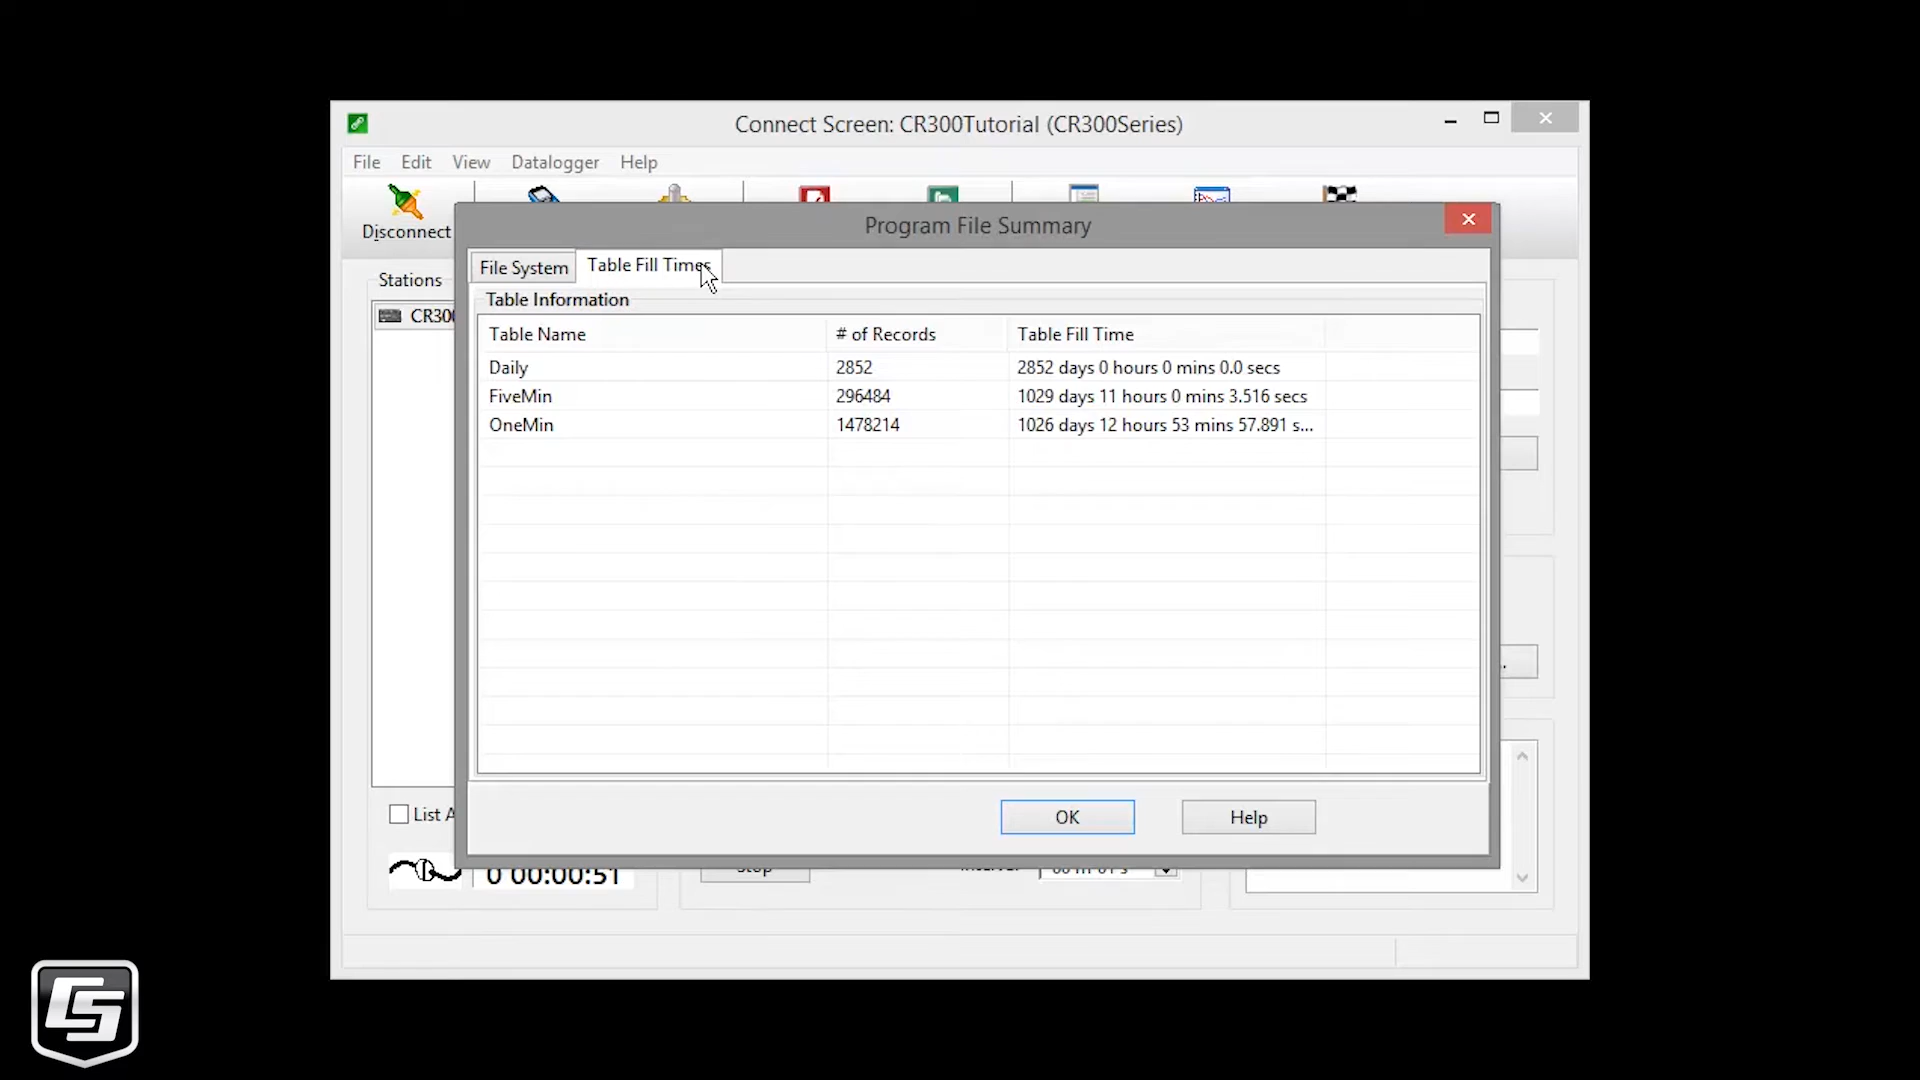 Connect Screen: CR300Tutorial (CR300Series)
File Edit View Datalogger Help
Disconnect
Program File Summary
File System Table Fill Times
Stations
Table Information
CR300
Table Name # of Records Table Fill Time
Daily 2852 2852 days 0 hours 0 mins 0.0 secs
FiveMin 296484 1029 days 11 hours 0 mins 3.516 secs
OneMin 1478214 1026 days 12 hours 53 mins 57.891 s...
List A
OK Help
0 00:00:51 Stop